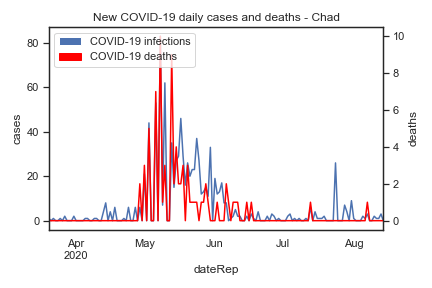 New COVID-19 daily cases and deaths - Chad
COVID-19 infections
COVID-19 deaths
80
60
40
20
0
cases
10
8
6
4
2
0
deaths
Apr
2020
May
Jun
Jul
Aug
dateRep